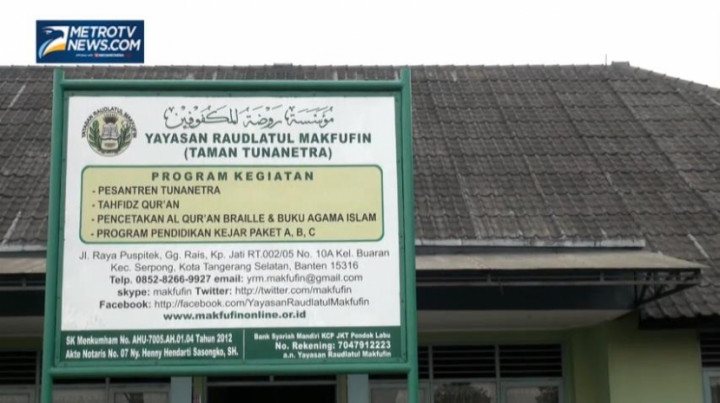 METROTV
NEWS.COM
مؤسسة روضة للمكفوفين
YAYASAN RAUDLATUL MAKFUFIN
(TAMAN TUNANETRA)
PROGRAM KEGIATAN
- PESANTREN TUNANETRA
- TAHFIDZ QUR'AN
- PENCETAKAN AL QUR'AN BRAILLE & BUKU AGAMA ISLAM
- PROGRAM PENDIDIKAN KEJAR PAKET A, B, C
Jl. Raya Puspitek, Gg. Rais, Kp. Jati RT.002/05 No. 10A Kel. Buaran
Kec. Serpong, Kota Tangerang Selatan, Banten 15316
Telp. 0852-8266-9927 email: yrm.makfufin@gmail.com
skype: makfufin Twitter: http://twitter.com/makfufin
Facebook: http://facebook.com/YayasanRaudlatulMakfufin
www.makfufinonline.or.id
SK Menkumham No. AHU-7005.AH.01.04 Tahun 2012
Akte Notaris No. 07 Ny. Henny Hendarti Sasongko, SH.
Bank Syariah Mandiri KCP JKT Pondok Labu
No. Rekening: 7047912223
a.n. Yayasan Raudlatul Makfufin